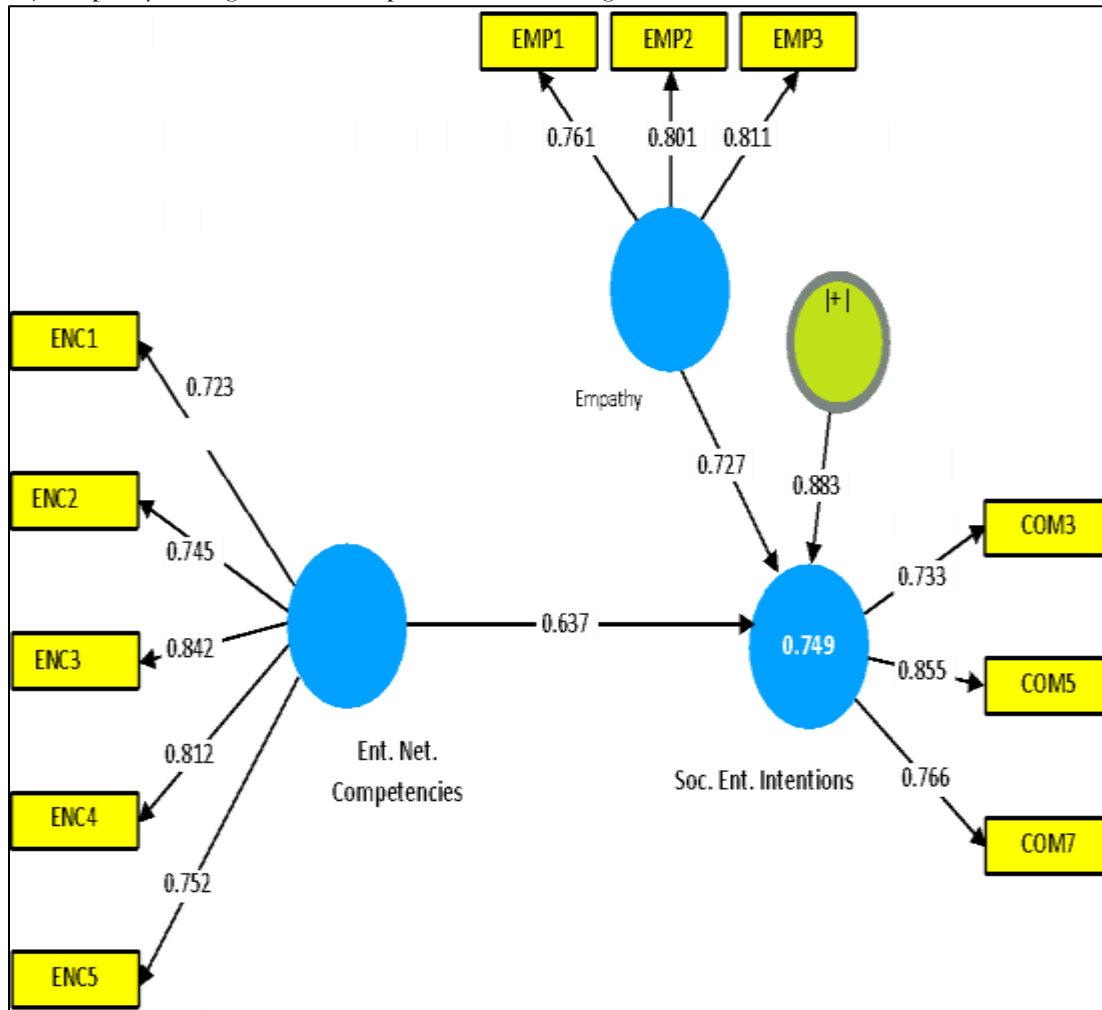 EMP1
EMP2
EMP3
0.761
0.801
0.811
|+|
ENC1
0.723
Empathy
0.727
0.883
ENC2
0.745
COM3
0.733
ENC3
0.842
0.637
0.749
0.855
COM5
0.812
Ent. Net.
Competencies
Soc. Ent. Intentions
0.766
ENC4
COM7
0.752
ENC5